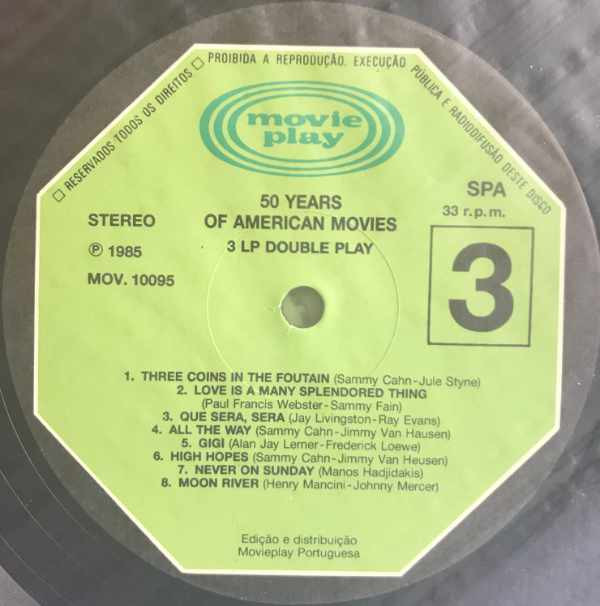 □ RESERVADOS TODOS OS DIREITOS □ PROIBIDA A REPRODUÇÃO, EXECUÇÃO PÚBLICA E RADIODIFUSÃO DESTE DISCO
movie
play
50 YEARS
OF AMERICAN MOVIES
3 LP DOUBLE PLAY
STEREO
℗ 1985
MOV. 10095
SPA
33 r.p.m.
3
1. THREE COINS IN THE FOUTAIN (Sammy Cahn-Jule Styne)
2. LOVE IS A MANY SPLENDORED THING
(Paul Francis Webster-Sammy Fain)
3. QUE SERA, SERA (Jay Livingston-Ray Evans)
4. ALL THE WAY (Sammy Cahn-Jimmy Van Hausen)
5. GIGI (Alan Jay Lerner-Frederick Loewe)
6. HIGH HOPES (Sammy Cahn-Jimmy Van Heusen)
7. NEVER ON SUNDAY (Manos Hadjidakis)
8. MOON RIVER (Henry Mancini-Johnny Mercer)
Edição e distribuição
Movieplay Portuguesa